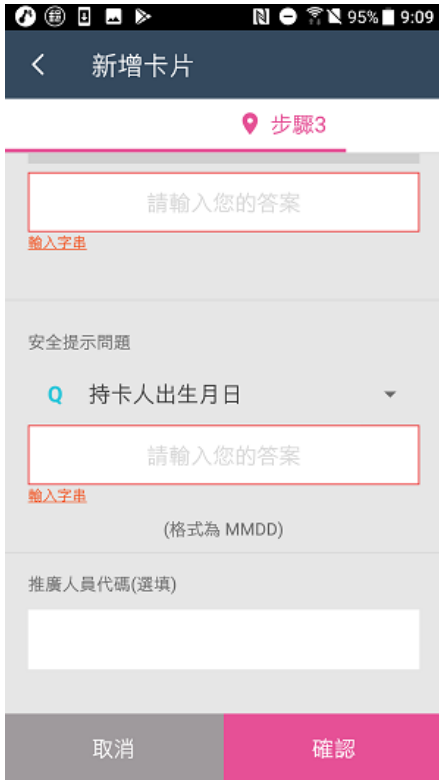 95% 9:09
新增卡片
步驟3
請輸入您的答案
輸入字串
安全提示問題
Q 持卡人出生月日
請輸入您的答案
輸入字串
(格式為 MMDD)
推廣人員代碼(選填)
取消 確認